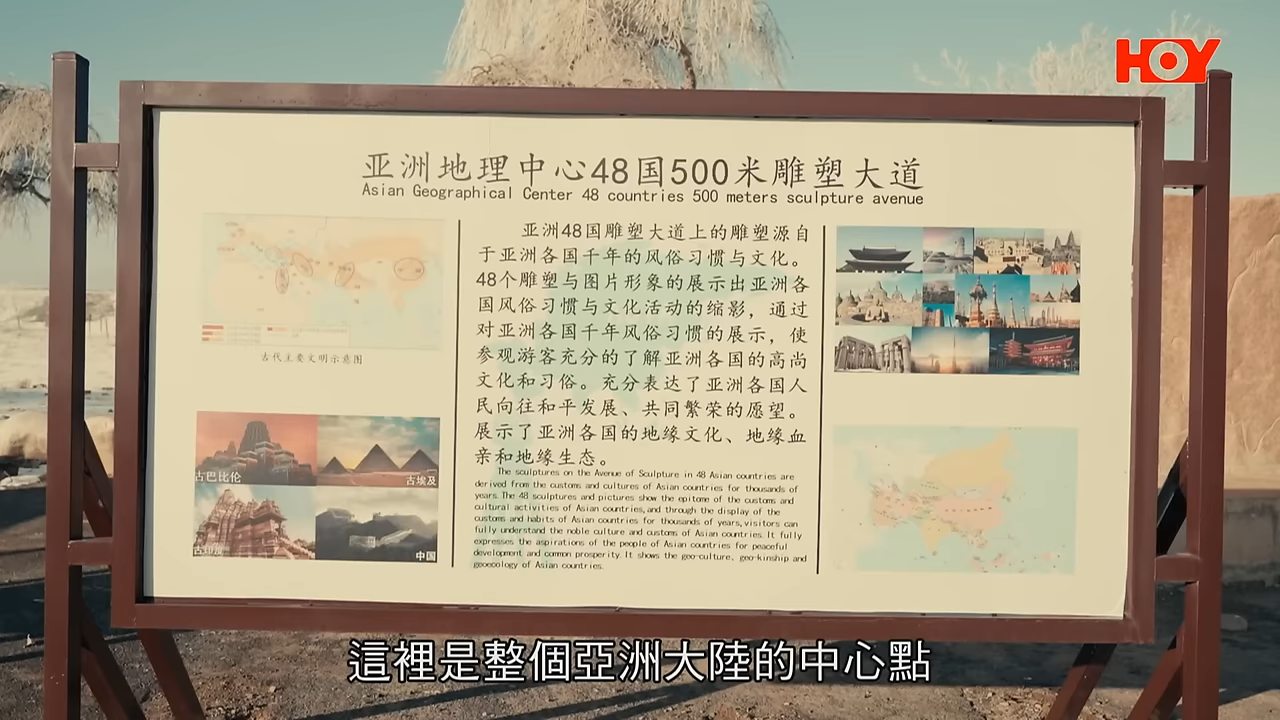 HOY
亚洲地理中心48国500米雕塑大道
Asian Geographical Center 48 countries 500 meters sculpture avenue
古代主要文明示意图
古巴比伦
古埃及
古印度
中国
亚洲48国雕塑大道上的雕塑源自
于亚洲各国千年的风俗习惯与文化。
48个雕塑与图片形象的展示出亚洲各
国风俗习惯与文化活动的缩影，通过
对亚洲各国千年风俗习惯的展示，使
参观游客充分的了解亚洲各国的高尚
文化和习俗。充分表达了亚洲各国人
民向往和平发展、共同繁荣的愿望。
展示了亚洲各国的地缘文化、地缘血
亲和地缘生态。
The sculptures on the Avenue of Sculpture in 48 Asian countries are
derived from the customs and cultures of Asian countries for thousands of
years. The 48 sculptures and pictures show the epitome of the customs and
cultural activities of Asian countries, and through the display of the
customs and habits of Asian countries for thousands of years, visitors can
fully understand the noble culture and customs of Asian countries. It fully
expresses the aspirations of the people of Asian countries for peaceful
development and common prosperity. It shows the geo-culture, geo-kinship and
geoecology of Asian countries.
這裡是整個亞洲大陸的中心點